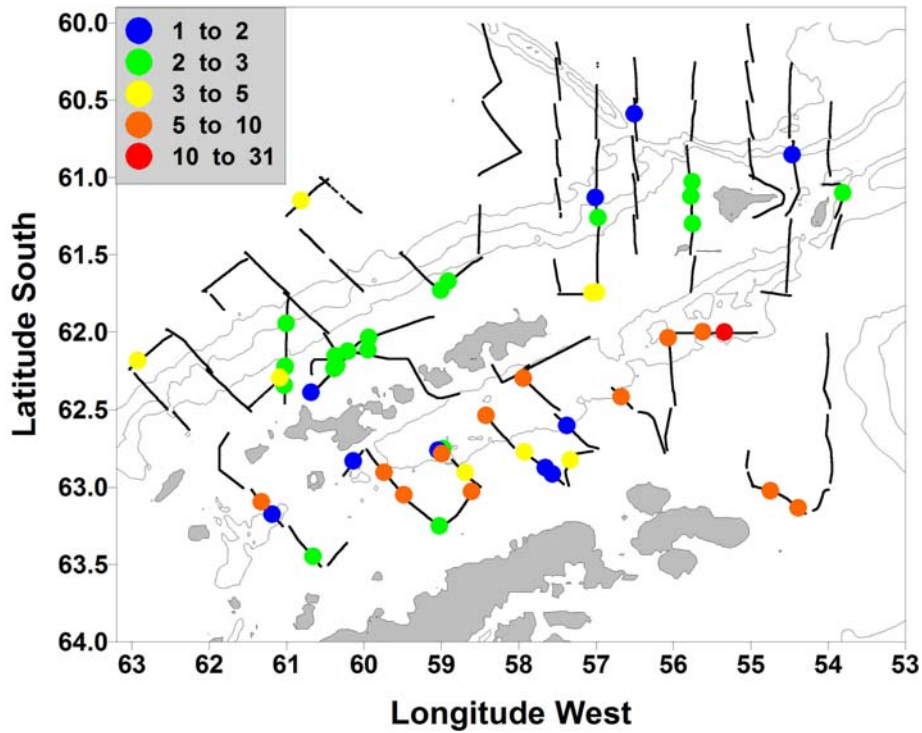 1 to 2
2 to 3
3 to 5
5 to 10
10 to 31
60.0
60.5
61.0
61.5
62.0
62.5
63.0
63.5
64.0
Latitude South
63 62 61 60 59 58 57 56 55 54 53
Longitude West